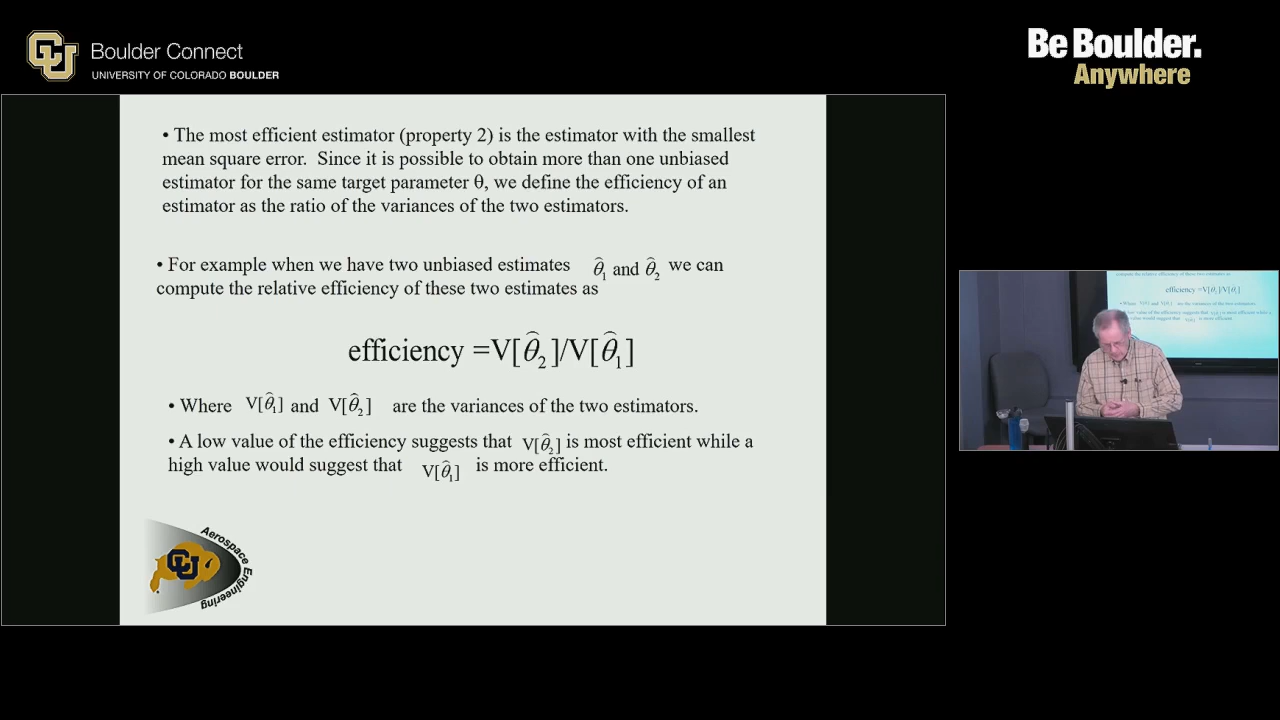 Boulder Connect
UNIVERSITY OF COLORADO BOULDER
Be Boulder.
Anywhere
• The most efficient estimator (property 2) is the estimator with the smallest
mean square error. Since it is possible to obtain more than one unbiased
estimator for the same target parameter θ, we define the efficiency of an
estimator as the ratio of the variances of the two estimators.
• For example when we have two unbiased estimates θ̂₁ and θ̂₂ we can
compute the relative efficiency of these two estimates as
efficiency =V[θ̂₂]/V[θ̂₁]
• Where V[θ̂₁] and V[θ̂₂] are the variances of the two estimators.
• A low value of the efficiency suggests that V[θ̂₂] is most efficient while a
high value would suggest that V[θ̂₁] is more efficient.
Aerospace
CU
Engineering
efficiency =V[θ̂₂]/V[θ̂₁]